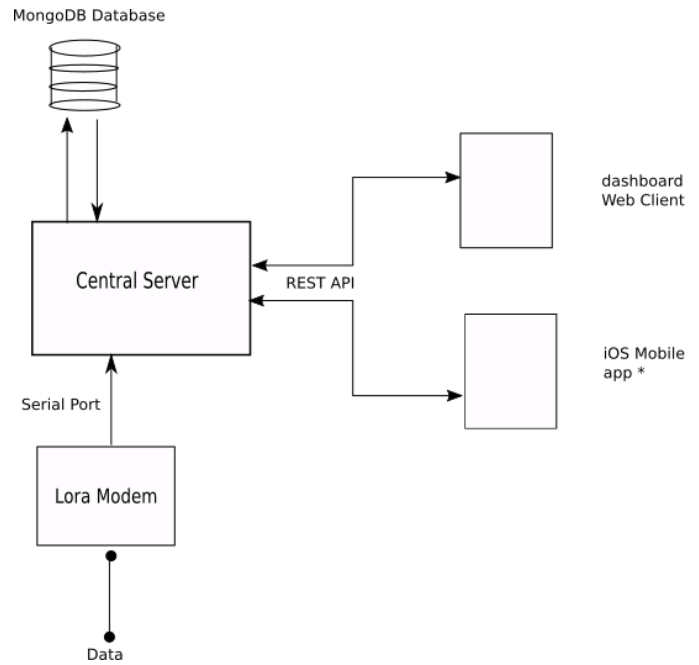 MongoDB Database
Central Server
REST API
dashboard
Web Client
iOS Mobile
app *
Serial Port
Lora Modem
Data